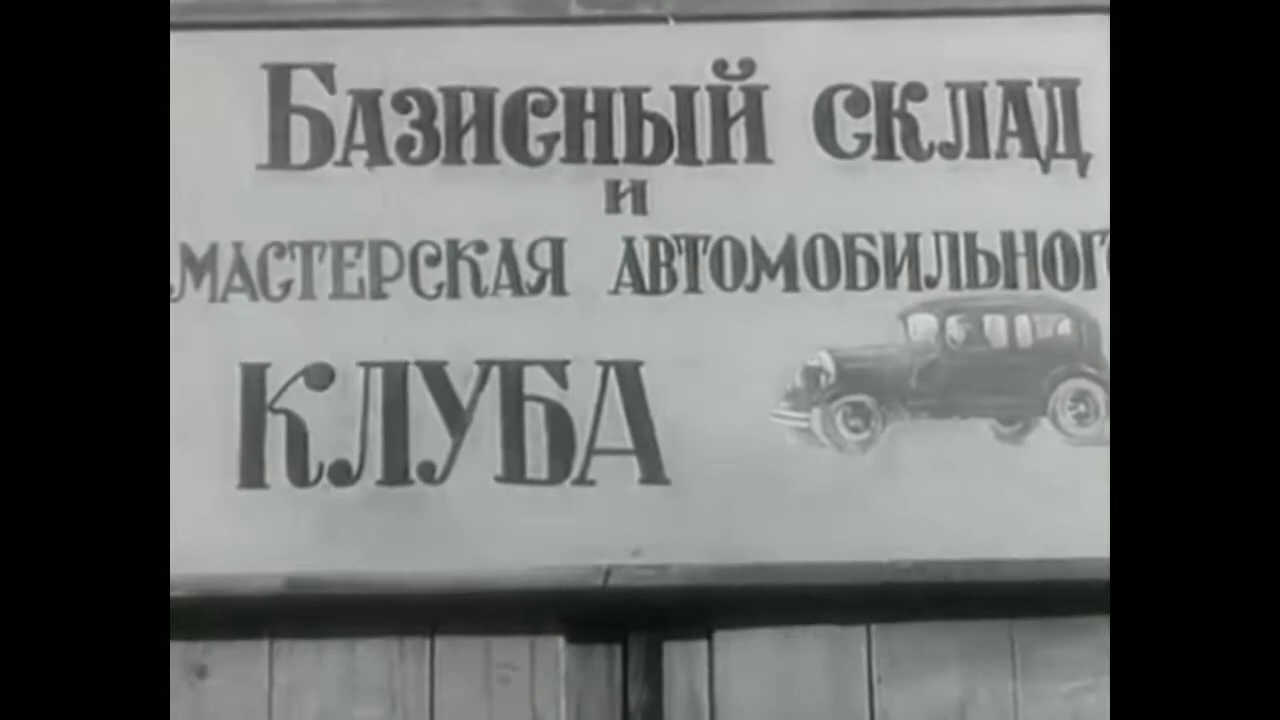 Базисный склад
и
мастерская автомобильного
клуба